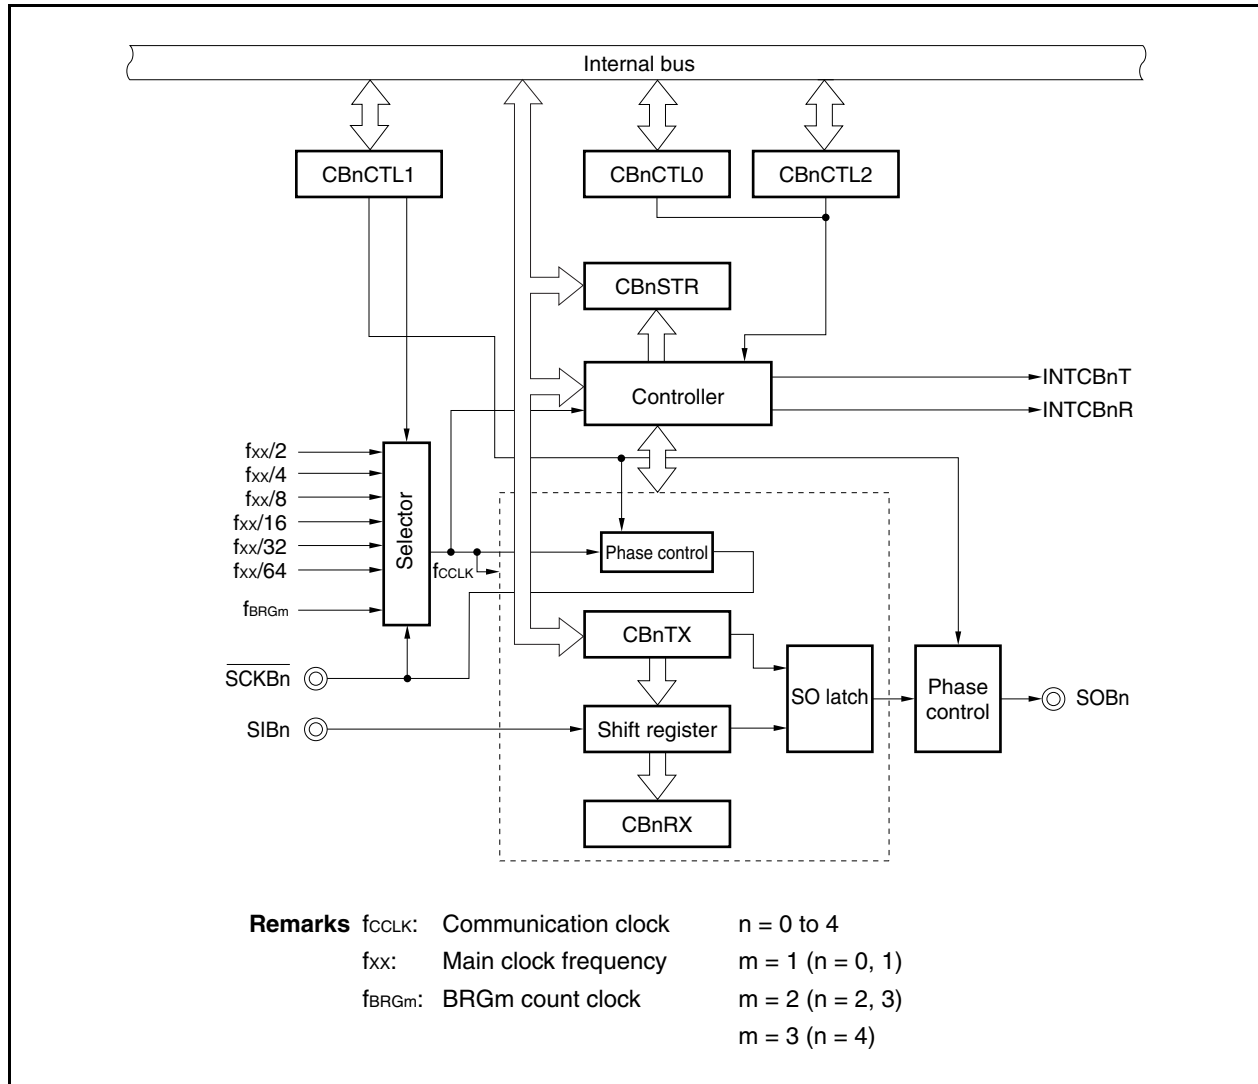 Internal bus
CBnCTL1
CBnCTL0
CBnCTL2
CBnSTR
Controller
INTCBnT
INTCBnR
fxx/2
fxx/4
fxx/8
fxx/16
fxx/32
fxx/64
fBRGm
Selector
fCCLK
Phase control
CBnTX
SCKBn
SIBn
Shift register
SO latch
Phase
control
SOBn
CBnRX
Remarks fCCLK: Communication clock n = 0 to 4
fxx: Main clock frequency m = 1 (n = 0, 1)
fBRGm: BRGm count clock m = 2 (n = 2, 3)
m = 3 (n = 4)